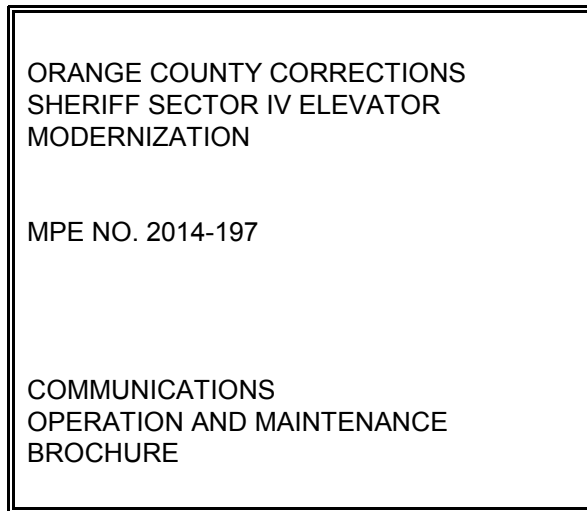 ORANGE COUNTY CORRECTIONS
SHERIFF SECTOR IV ELEVATOR
MODERNIZATION
MPE NO. 2014-197
COMMUNICATIONS
OPERATION AND MAINTENANCE
BROCHURE